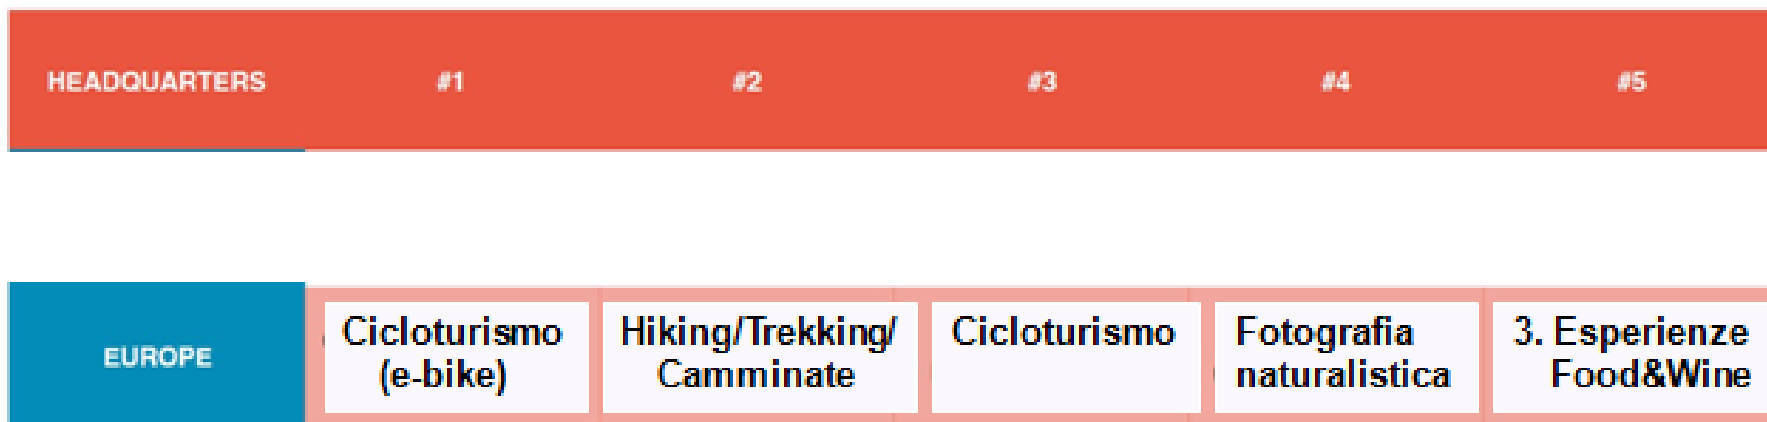 HEADQUARTERS #1 #2 #3 #4 #5
Cicloturismo Hiking/Trekking/ Cicloturismo Fotografia 3. Esperienze
EUROPE
(e-bike) Camminate naturalistica Food&Wine